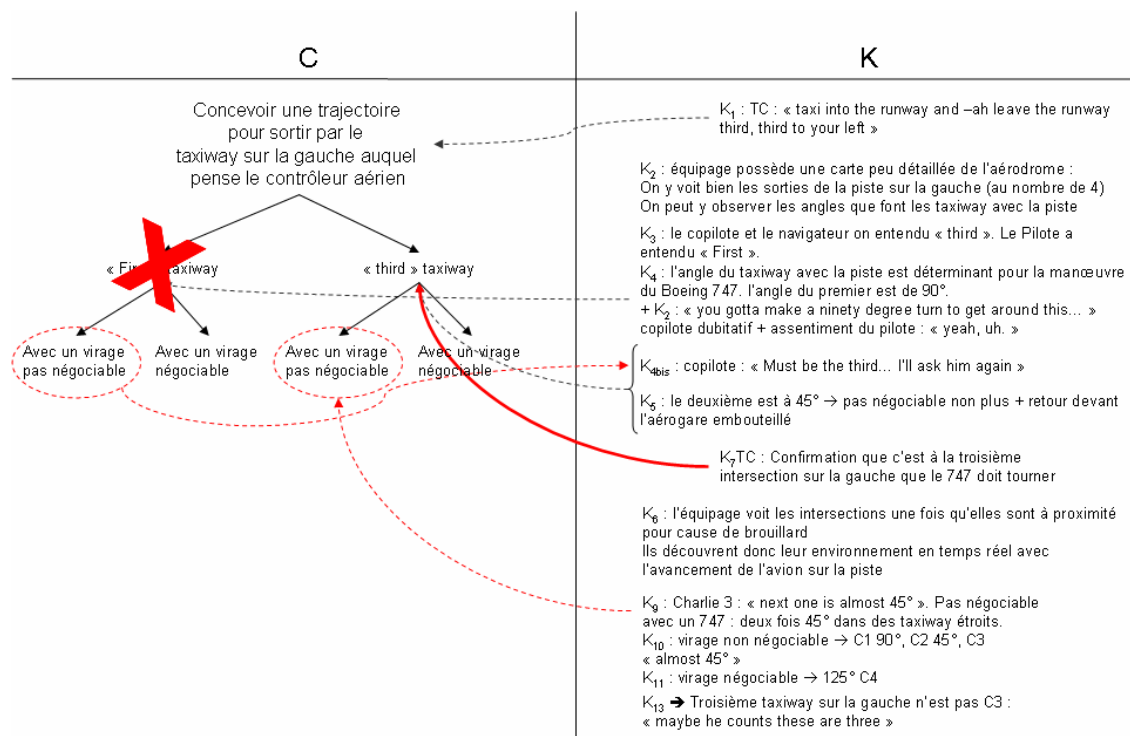 C
K
Concevoir une trajectoire
pour sortir par le
taxiway sur la gauche auquel
pense le contrôleur aérien
« First » taxiway
« third » taxiway
Avec un virage
pas négociable
Avec un virage
négociable
Avec un virage
pas négociable
Avec un virage
négociable
K1 : TC : « taxi into the runway and –ah leave the runway
third, third to your left »
K2 : équipage possède une carte peu détaillée de l'aérodrome :
On y voit bien les sorties de la piste sur la gauche (au nombre de 4)
On peut y observer les angles que font les taxiway avec la piste
K3 : le copilote et le navigateur on entendu « third ». Le Pilote a
entendu « First ».
K4 : l'angle du taxiway avec la piste est déterminant pour la manœuvre
du Boeing 747. l'angle du premier est de 90°.
+ K2 : « you gotta make a ninety degree turn to get around this... »
copilote dubitatif + assentiment du pilote : « yeah, uh. »
K4bis : copilote : « Must be the third... I'll ask him again »
K5 : le deuxième est à 45° → pas négociable non plus + retour devant
l'aérogare embouteillé
K7TC : Confirmation que c'est à la troisième
intersection sur la gauche que le 747 doit tourner
K6 : l'équipage voit les intersections une fois qu'elles sont à proximité
pour cause de brouillard
Ils découvrent donc leur environnement en temps réel avec
l'avancement de l'avion sur la piste
K9 : Charlie 3 : « next one is almost 45° ». Pas négociable
avec un 747 : deux fois 45° dans des taxiway étroits.
K10 : virage non négociable → C1 90°, C2 45°, C3
« almost 45° »
K11 : virage négociable → 125° C4
K13 ➔ Troisième taxiway sur la gauche n'est pas C3 :
« maybe he counts these are three »